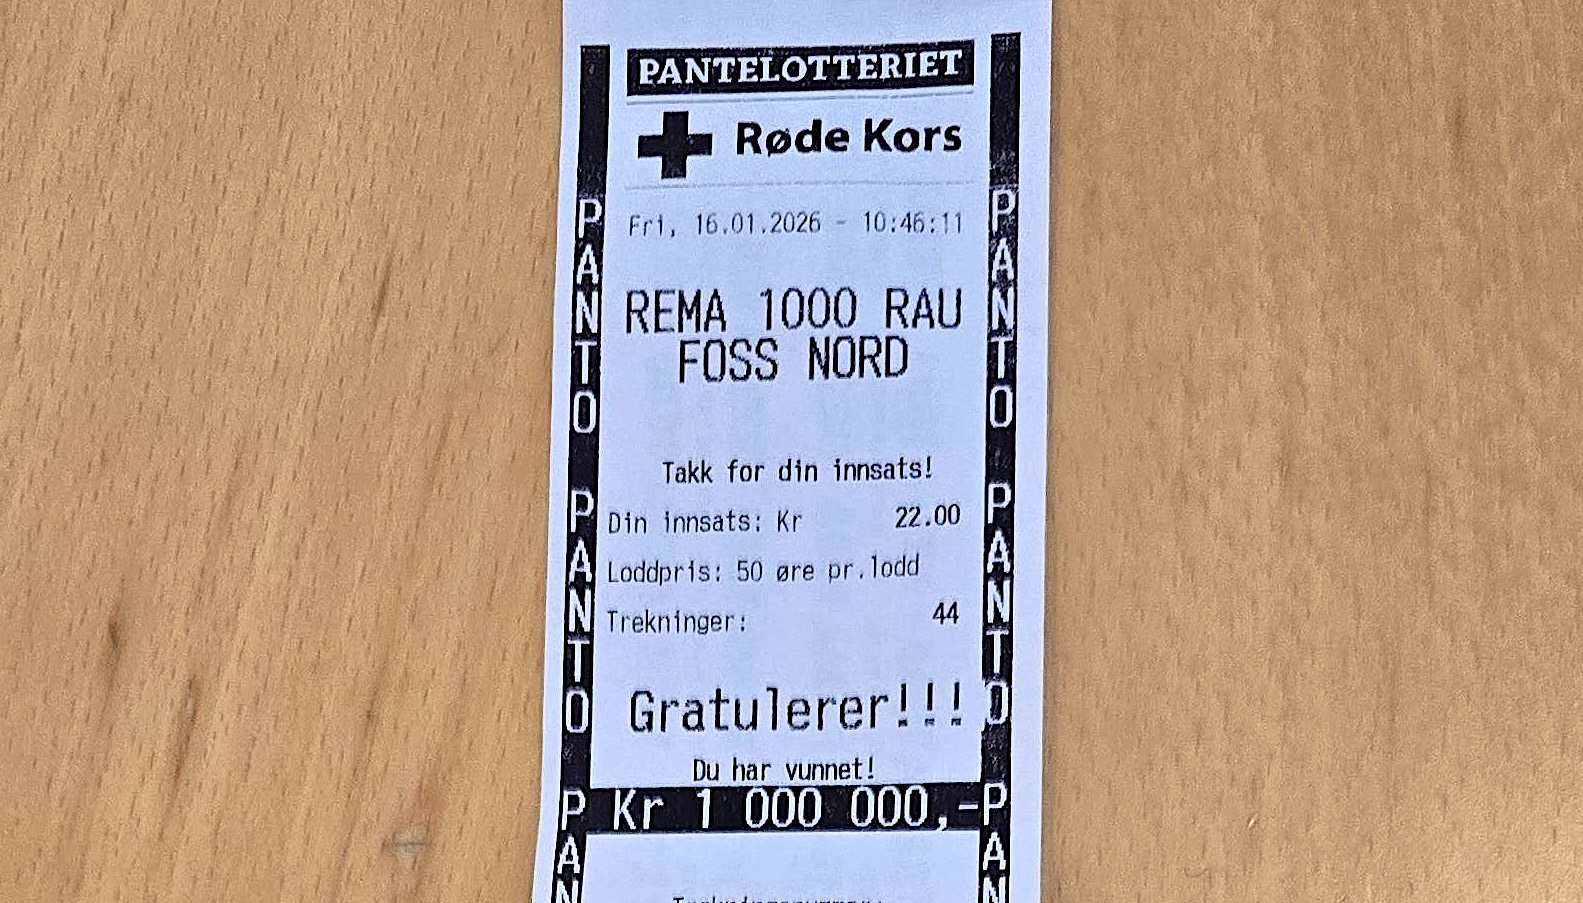 PANTELOTTERIET
Røde Kors
Fri, 16.01.2026 - 10:46:11
REMA 1000 RAU
FOSS NORD
Takk for din innsats!
Din innsats: Kr 22.00
Loddpris: 50 øre pr.lodd
Trekninger: 44
Gratulerer!!!
Du har vunnet!
Kr 1 000 000,-
PANTO PANTO PAN
PANTO PANTO PAN